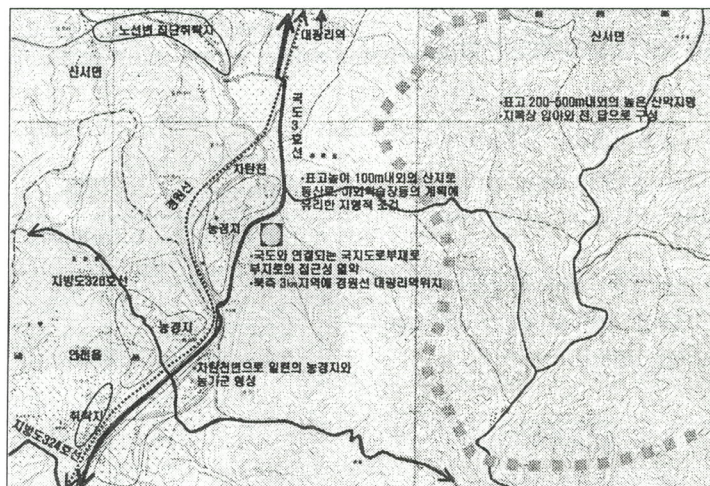 노선변 집단취락지
대광리역
신서면
신서면
·표고 200-500m내외의 높은 산악지형
·지목상 임야와 전, 답으로 구성
국도3호선
차탄천
경원선
·표고높이 100m내외의 산지로
등산로, 야외학습장등의 계획에
유리한 지형적 조건
농경지
·국도와 연결되는 국지도로부재로
부지로의 접근성 열악
·북측 3㎞지역에 경원선 대광리역위치
지방도326호선
농경지
연천읍
·차탄천변으로 일련의 농경지와
농가군 형성
취락지
지방도324호선